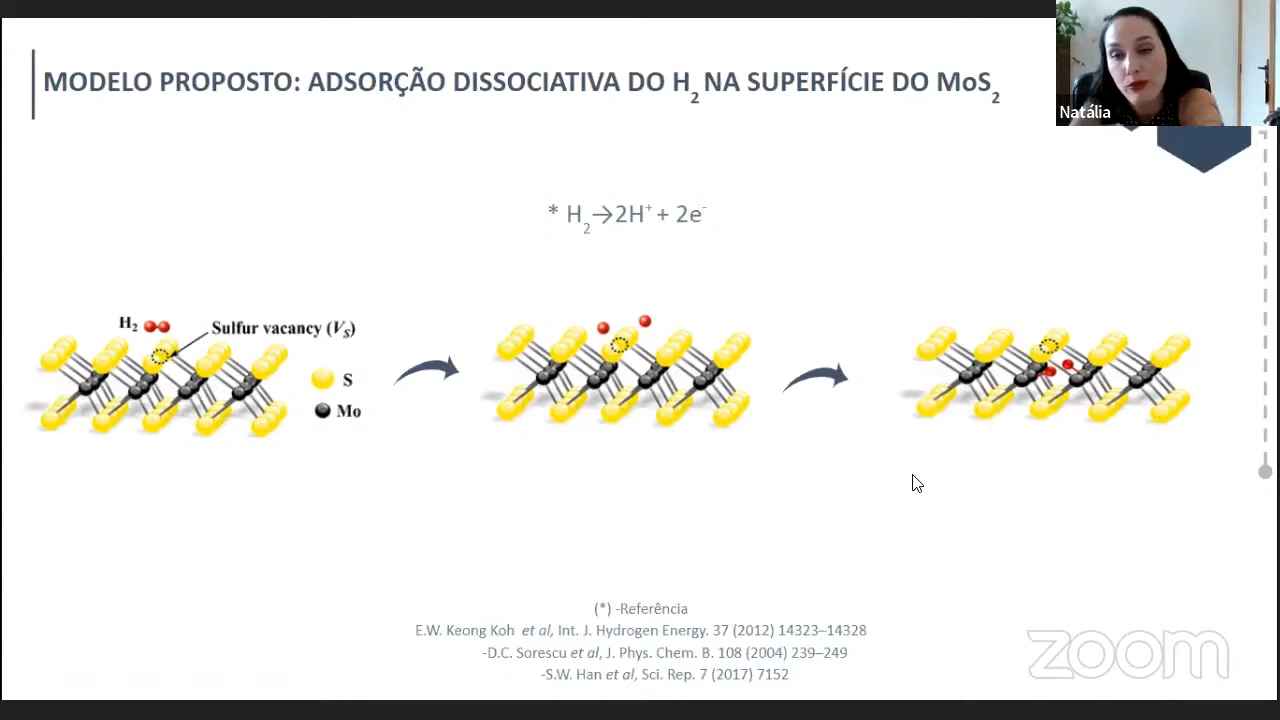 MODELO PROPOSTO: ADSORÇÃO DISSOCIATIVA DO H2 NA SUPERFÍCIE DO MoS2
Natália
* H2→2H+ + 2e-
H2
Sulfur vacancy (VS)
S
Mo
(*) -Referência
E.W. Keong Koh et al, Int. J. Hydrogen Energy. 37 (2012) 14323–14328
-D.C. Sorescu et al, J. Phys. Chem. B. 108 (2004) 239–249
-S.W. Han et al, Sci. Rep. 7 (2017) 7152
zoom